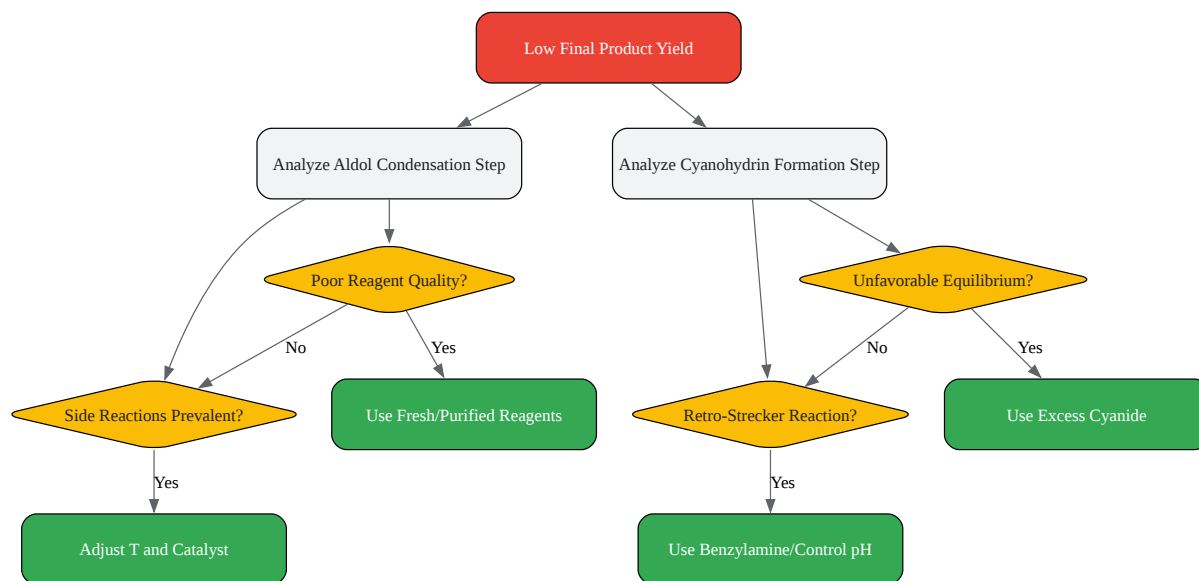 Low Final Product Yield
Analyze Aldol Condensation Step
Analyze Cyanohydrin Formation Step
Poor Reagent Quality?
Unfavorable Equilibrium?
No
Yes
No
Yes
Side Reactions Prevalent?
Use Fresh/Purified Reagents
Retro-Strecker Reaction?
Use Excess Cyanide
Yes
Yes
Adjust T and Catalyst
Use Benzylamine/Control pH